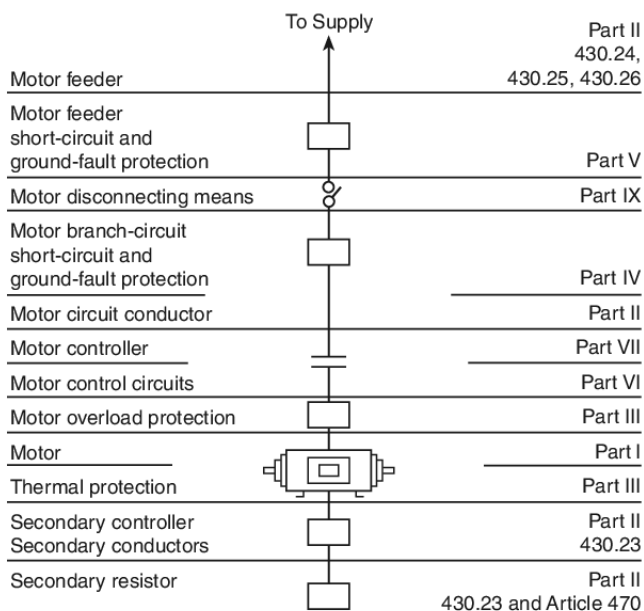 To Supply
Part II
430.24,
Motor feeder
430.25, 430.26
Motor feeder
short-circuit and
ground-fault protection
Part V
Motor disconnecting means
Part IX
Motor branch-circuit
short-circuit and
ground-fault protection
Part IV
Motor circuit conductor
Part II
Motor controller
Part VII
Motor control circuits
Part VI
Motor overload protection
Part III
Motor
Part I
Thermal protection
Part III
Secondary controller
Part II
Secondary conductors
430.23
Secondary resistor
Part II
430.23 and Article 470